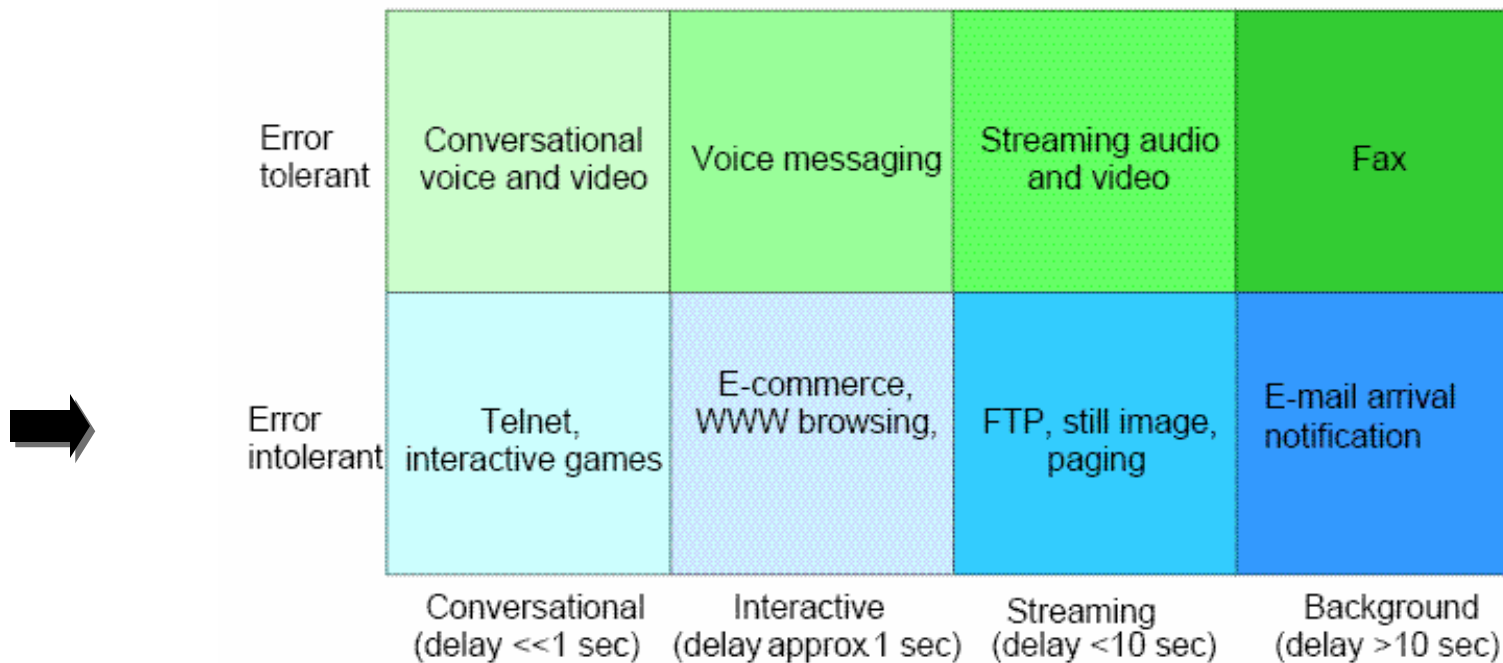 Error
tolerant
Conversational
voice and video
Voice messaging
Streaming audio
and video
Fax
Error
intolerant
Telnet,
interactive games
E-commerce,
WWW browsing,
FTP, still image,
paging
E-mail arrival
notification
Conversational
(delay <<1 sec)
Interactive
(delay approx.1 sec)
Streaming
(delay <10 sec)
Background
(delay >10 sec)